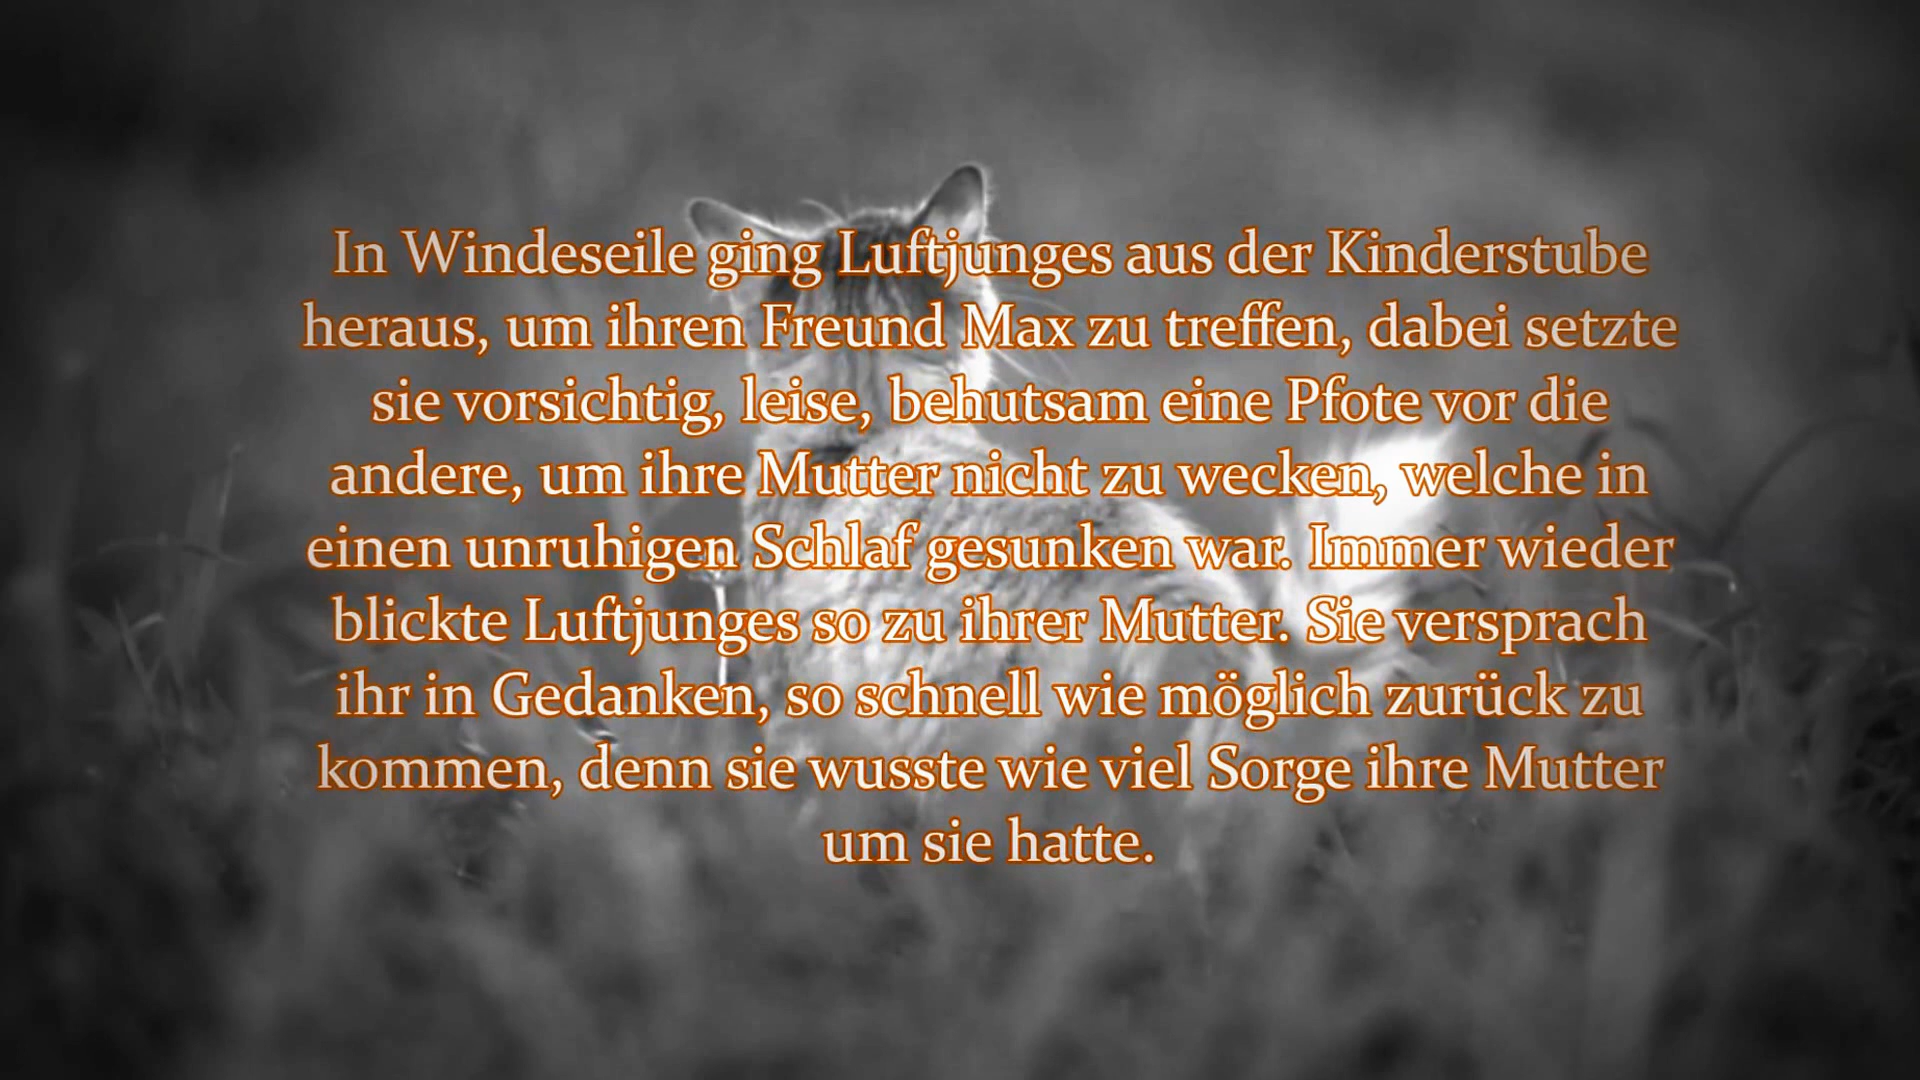 In Windeseile ging Luftjunges aus der Kinderstube
heraus, um ihren Freund Max zu treffen, dabei setzte
sie vorsichtig, leise, behutsam eine Pfote vor die
andere, um ihre Mutter nicht zu wecken, welche in
einen unruhigen Schlaf gesunken war. Immer wieder
blickte Luftjunges so zu ihrer Mutter. Sie versprach
ihr in Gedanken, so schnell wie möglich zurück zu
kommen, denn sie wusste wie viel Sorge ihre Mutter
um sie hatte.